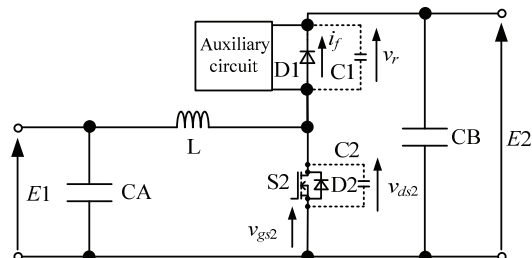 Auxiliary
circuit
D1
i_f
C1
v_r
L
E1
CA
S2
D2
C2
v_gs2
v_ds2
CB
E2